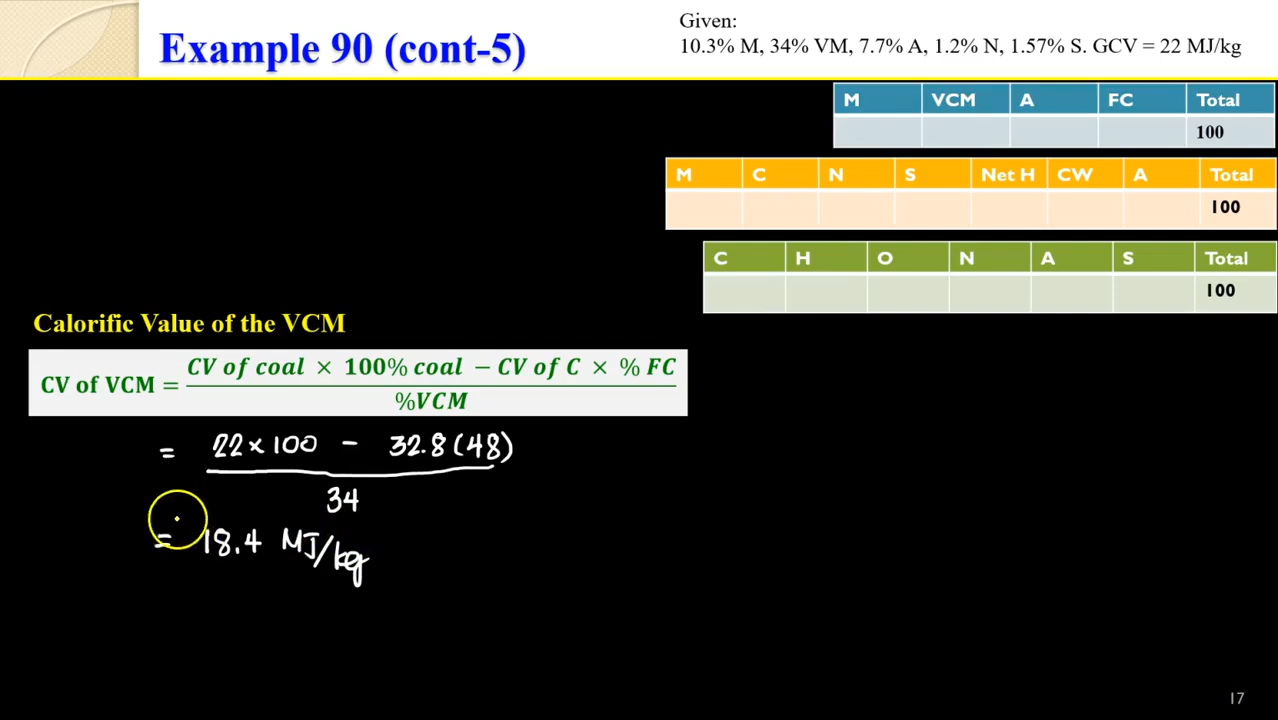 Example 90 (cont-5)
Given:
10.3% M, 34% VM, 7.7% A, 1.2% N, 1.57% S. GCV = 22 MJ/kg
M VCM A FC Total
100
M C N S Net H CW A Total
100
C H O N A S Total
100
Calorific Value of the VCM
CV of VCM = CV of coal × 100% coal − CV of C × % FC
%VCM
= 22 × 100 - 32.8 (48)
34
= 18.4 MJ/kg
17